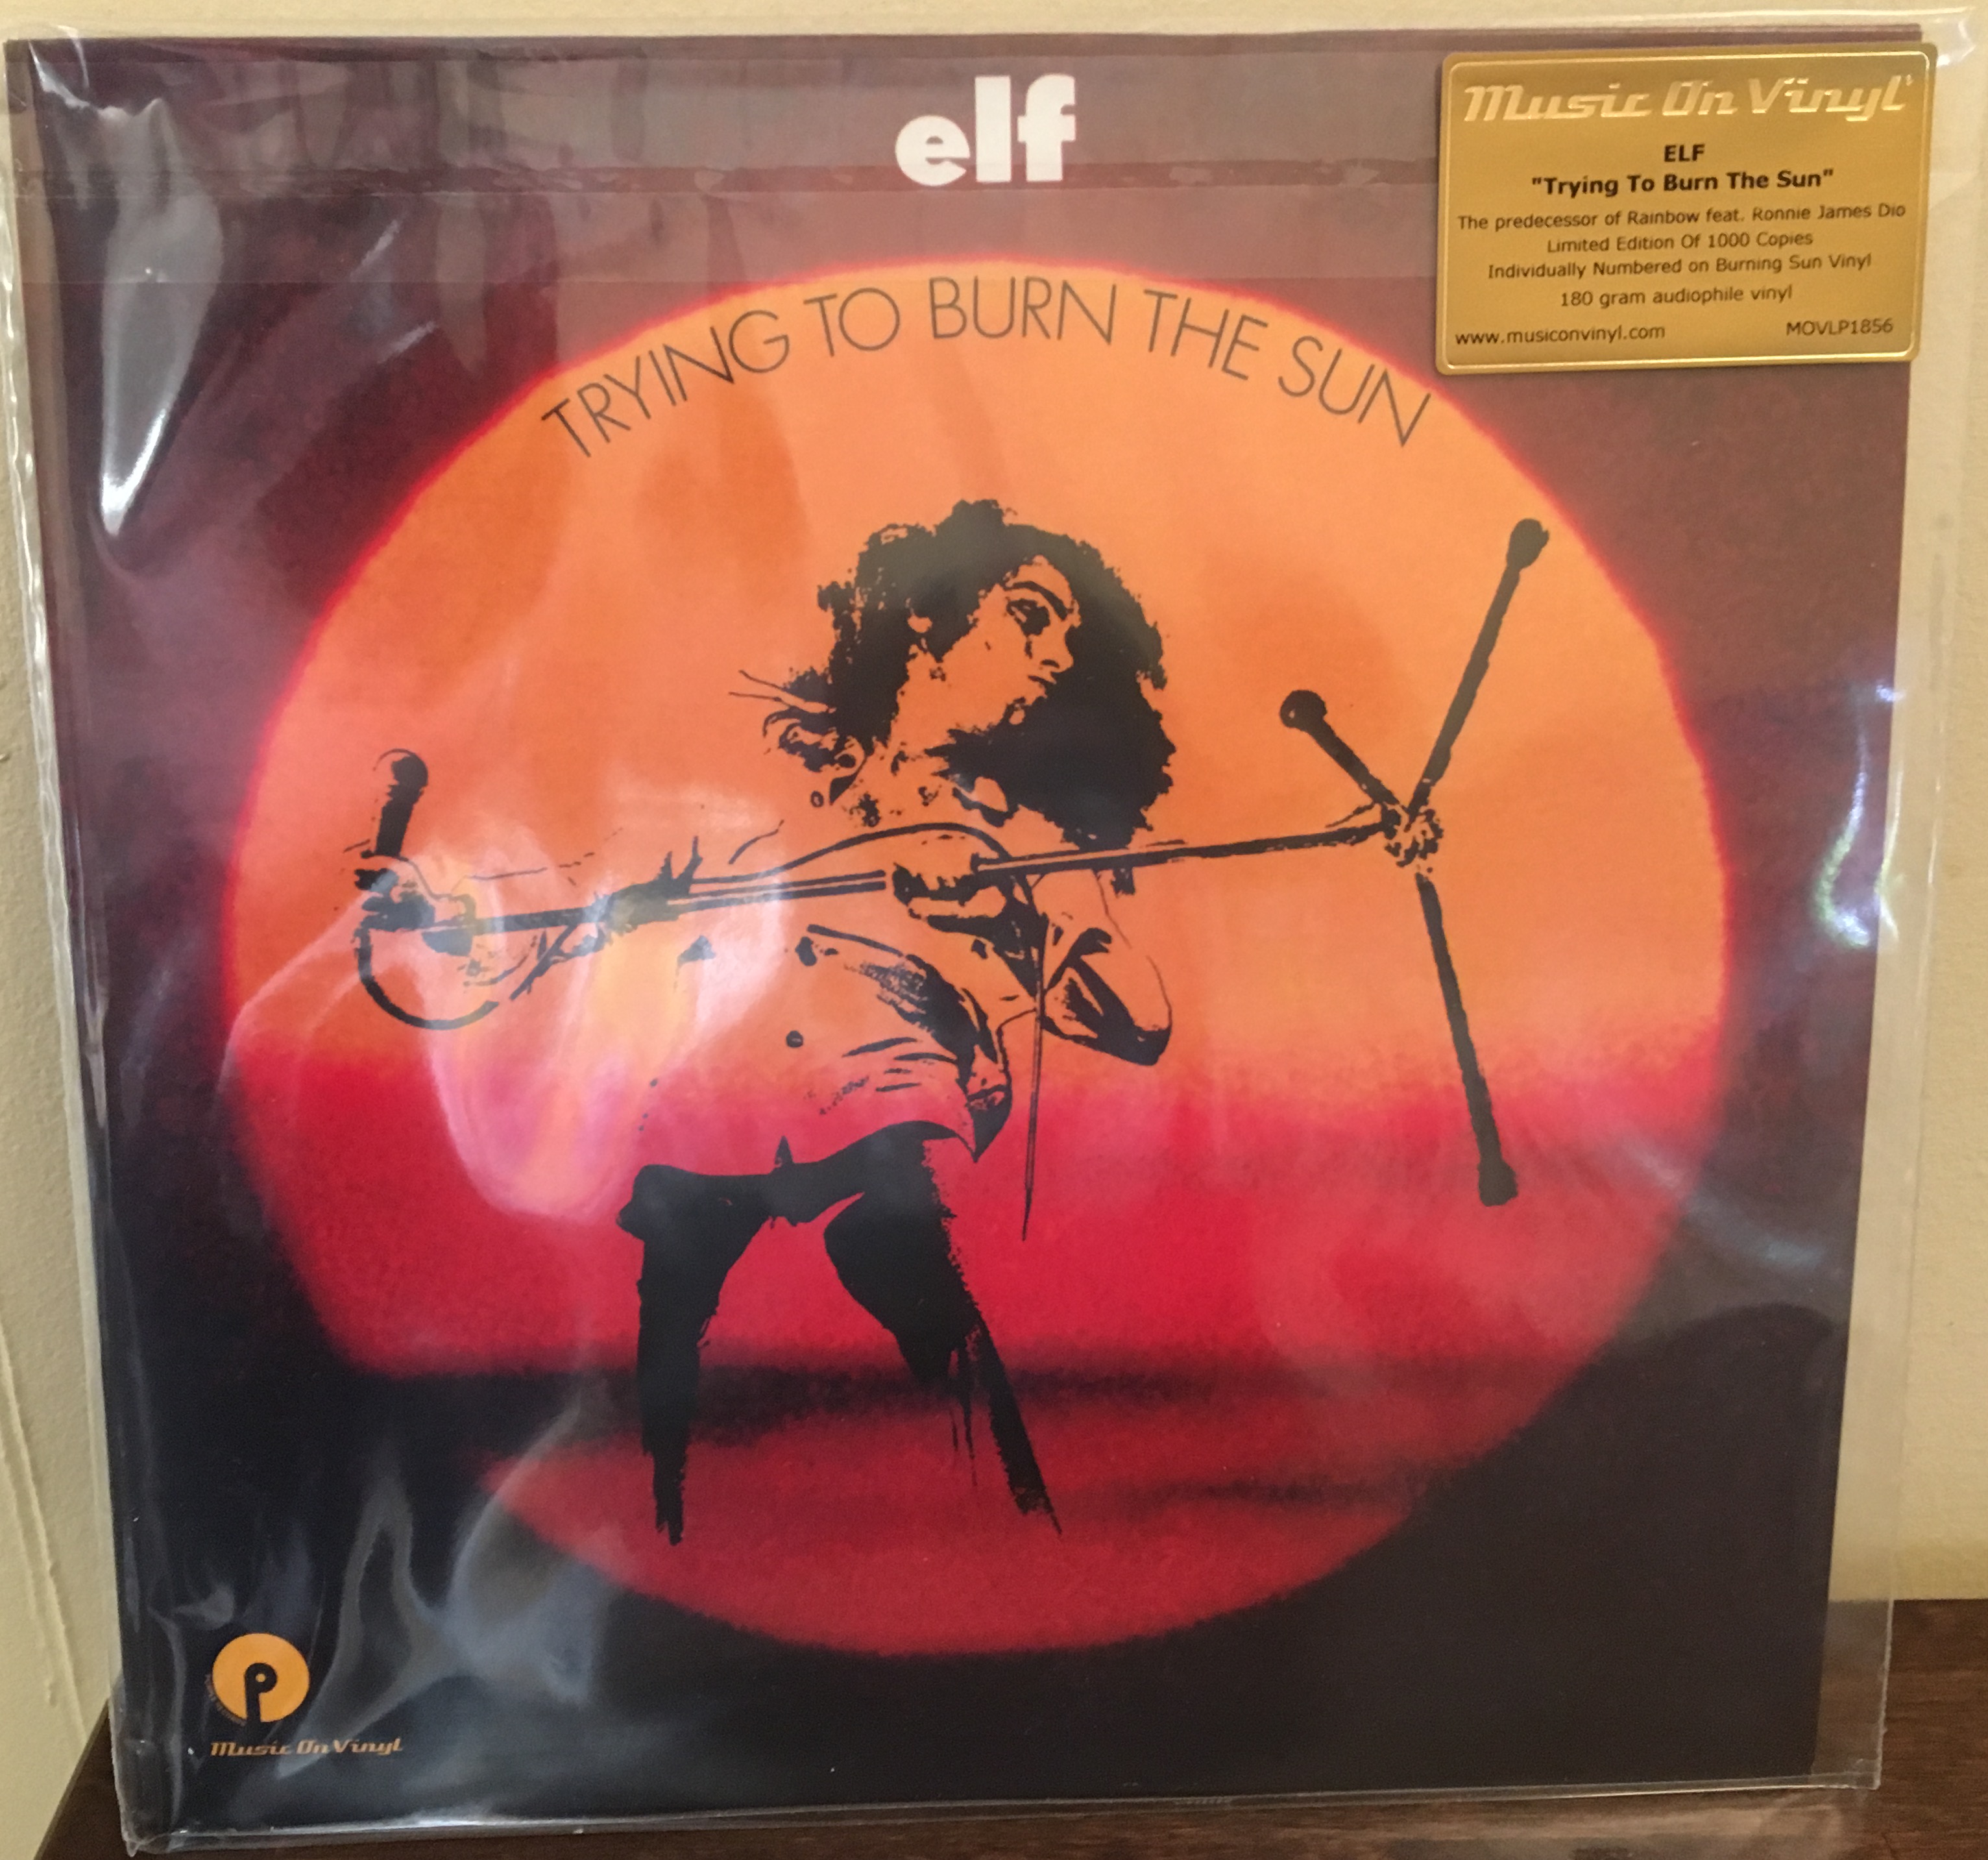 elf
TRYING TO BURN THE SUN
Music On Vinyl
ELF
"Trying To Burn The Sun"
The predecessor of Rainbow feat. Ronnie James Dio
Limited Edition Of 1000 Copies
Individually Numbered on Burning Sun Vinyl
180 gram audiophile vinyl
www.musiconvinyl.com MOVLP1856
p
Music On Vinyl